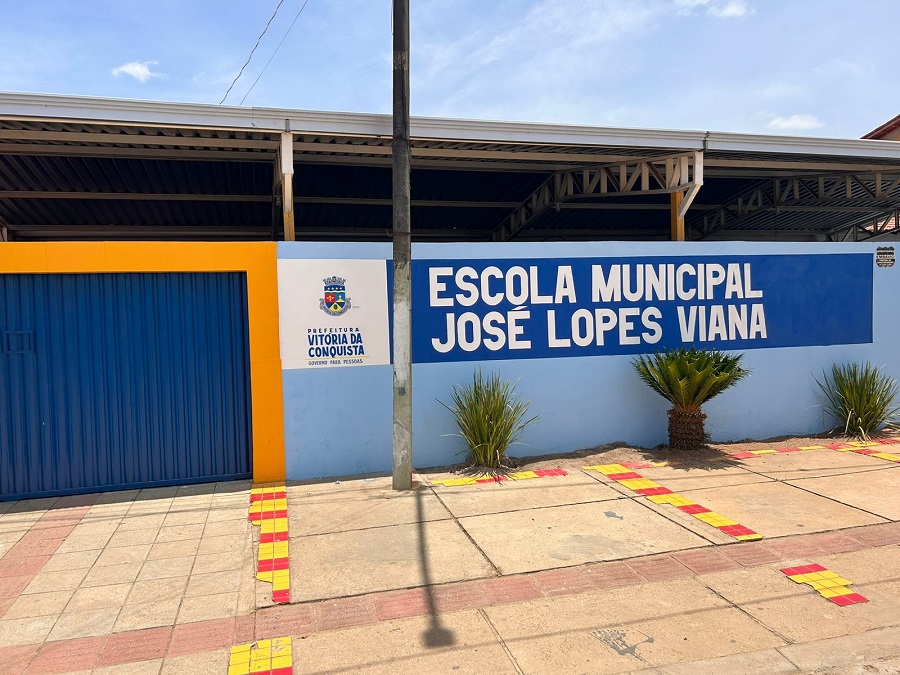 PREFEITURA
VITÓRIA DA
CONQUISTA
GOVERNO PARA PESSOAS
ESCOLA MUNICIPAL
JOSÉ LOPES VIANA